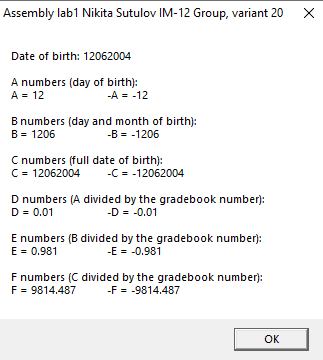 Assembly lab1 Nikita Sutulov IM-12 Group, variant 20
Date of birth: 12062004
A numbers (day of birth):
A = 12 -A = -12
B numbers (day and month of birth):
B = 1206 -B = -1206
C numbers (full date of birth):
C = 12062004 -C = -12062004
D numbers (A divided by the gradebook number):
D = 0.01 -D = -0.01
E numbers (B divided by the gradebook number):
E = 0.981 -E = -0.981
F numbers (C divided by the gradebook number):
F = 9814.487 -F = -9814.487
OK